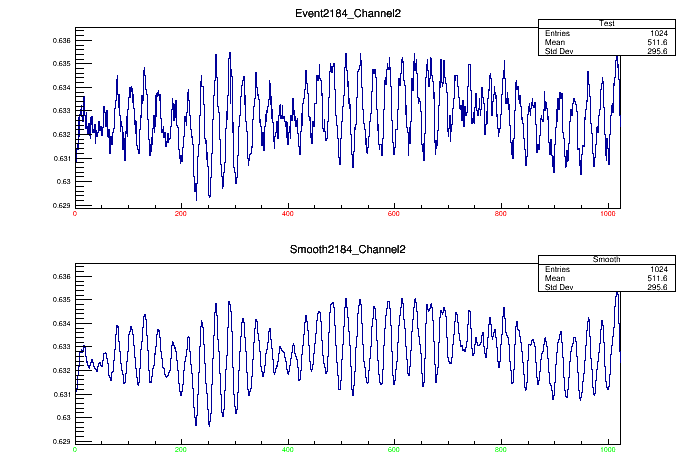 Event2184_Channel2
Test
Entries 1024
Mean 511.6
Std Dev 295.6
0.636
0.635
0.634
0.633
0.632
0.631
0.63
0.629
0 200 400 600 800 1000
Smooth2184_Channel2
Smooth
Entries 1024
Mean 511.6
Std Dev 295.6
0.636
0.635
0.634
0.633
0.632
0.631
0.63
0.629
0 200 400 600 800 1000